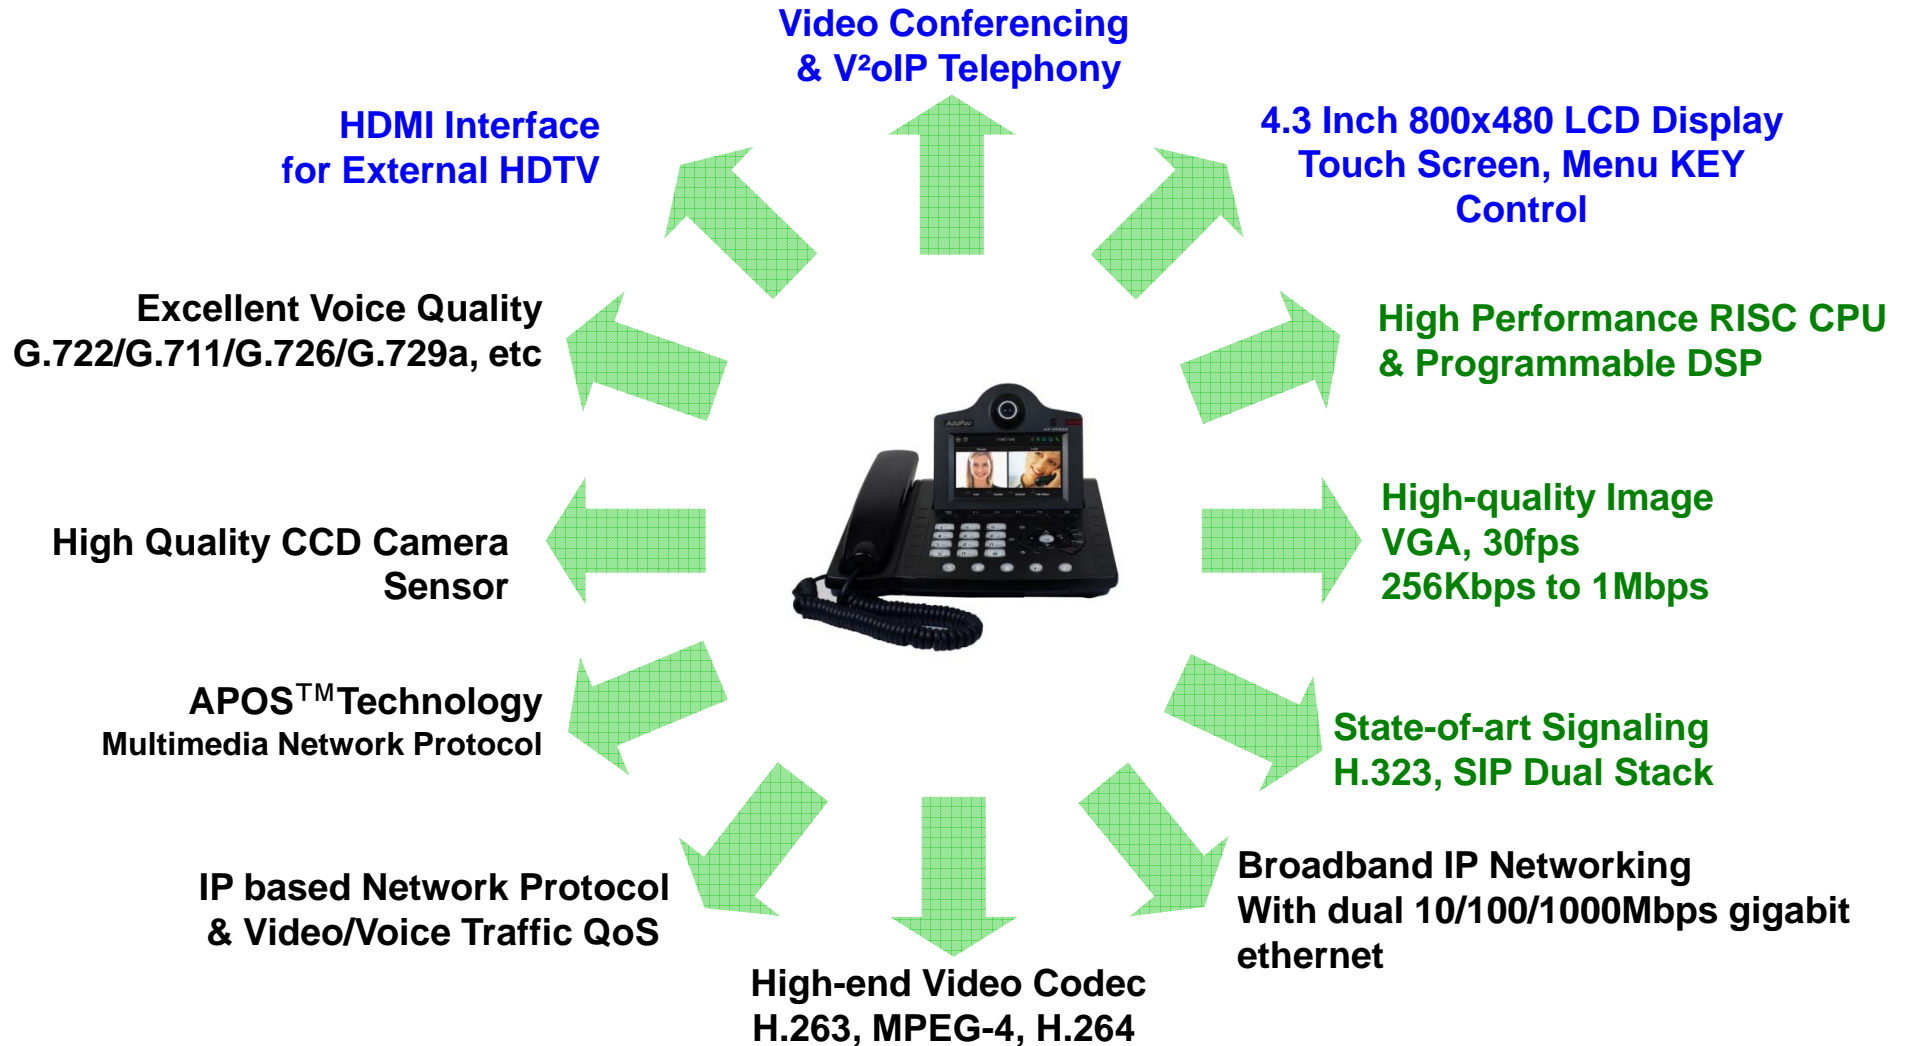 Video Conferencing
& V²oIP Telephony
HDMI Interface
for External HDTV
4.3 Inch 800x480 LCD Display
Touch Screen, Menu KEY
Control
Excellent Voice Quality
G.722/G.711/G.726/G.729a, etc
High Performance RISC CPU
& Programmable DSP
AddPac
High Quality CCD Camera
Sensor
High-quality Image
VGA, 30fps
256Kbps to 1Mbps
APOS™Technology
Multimedia Network Protocol
State-of-art Signaling
H.323, SIP Dual Stack
IP based Network Protocol
& Video/Voice Traffic QoS
Broadband IP Networking
With dual 10/100/1000Mbps gigabit
ethernet
High-end Video Codec
H.263, MPEG-4, H.264